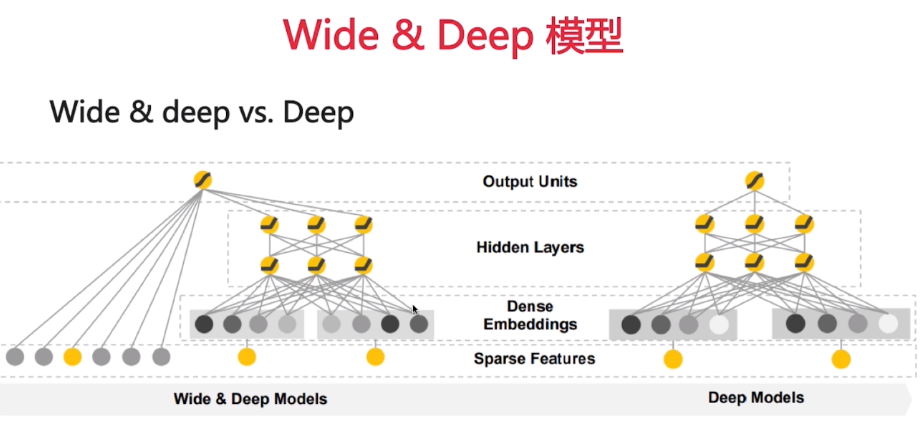 Wide & Deep 模型
Wide & deep vs. Deep
Output Units
Hidden Layers
Dense
Embeddings
Sparse Features
Wide & Deep Models
Deep Models